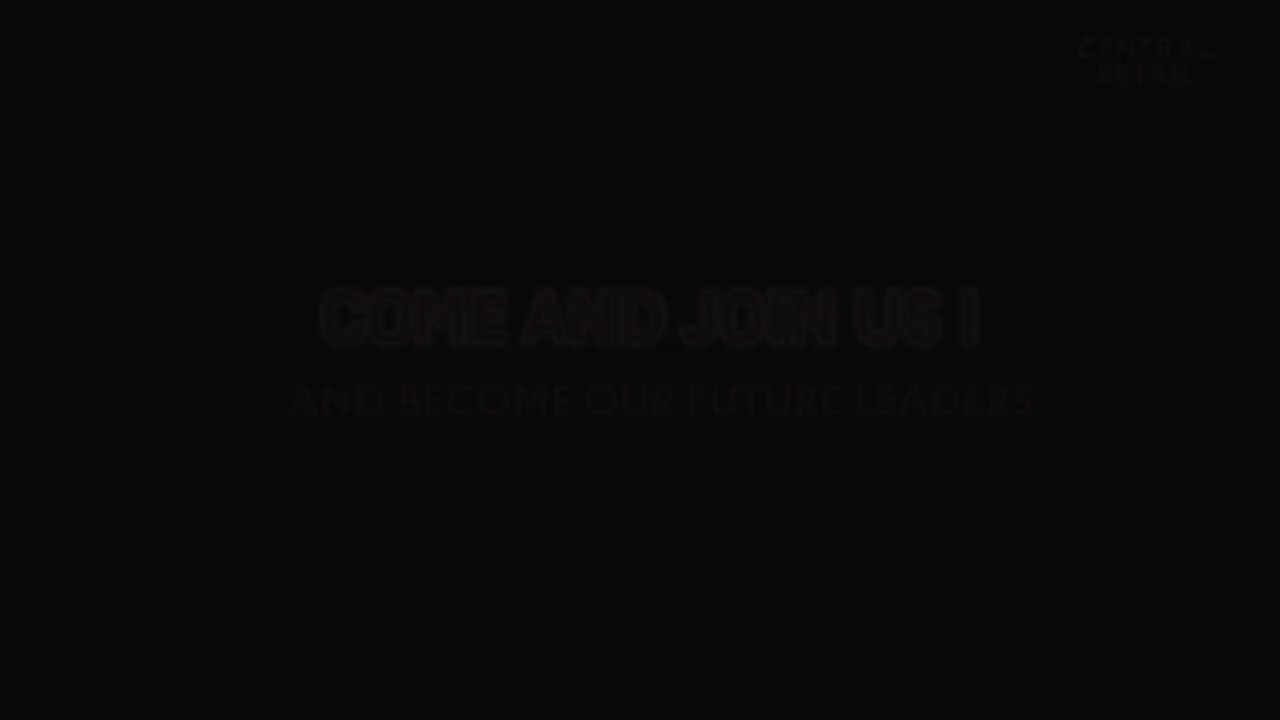 CENTRAL
RETAIL
COME AND JOIN US !
AND BECOME OUR FUTURE LEADERS